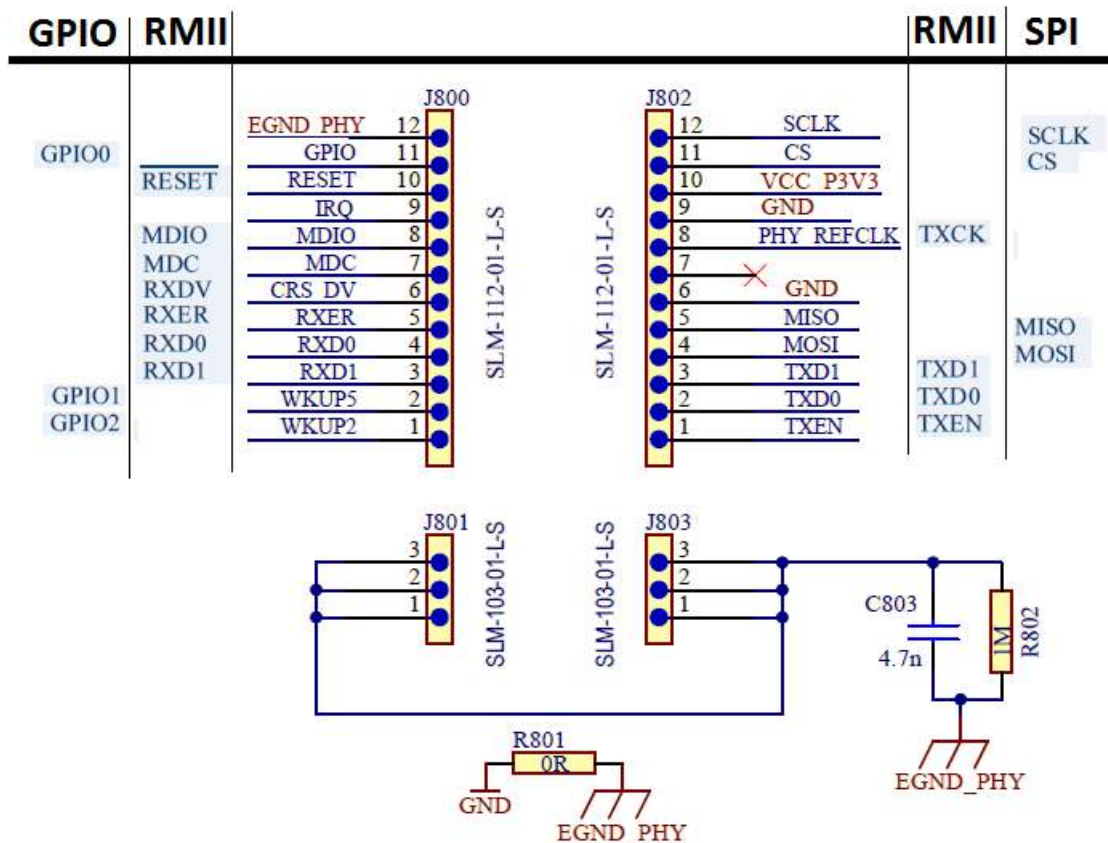 GPIO RMII RMII SPI
J800 J802
EGND_PHY 12 12 SCLK SCLK
GPIO0 GPIO 11 11 CS CS
RESET RESET 10 10 VCC_P3V3
IRQ 9 9 GND
MDIO MDIO 8 8 PHY_REFCLK TXCK
MDC MDC 7 7
RXDV CRS_DV 6 6 GND
RXER RXER 5 5 MISO MISO
RXD0 RXD0 4 4 MOSI MOSI
RXD1 RXD1 3 3 TXD1 TXD1
GPIO1 WKUP5 2 2 TXD0 TXD0
GPIO2 WKUP2 1 1 TXEN TXEN
SLM-112-01-L-S SLM-112-01-L-S
J801 J803
3 3
2 2
1 1
SLM-103-01-L-S SLM-103-01-L-S
C803
4.7n
1M
R802
EGND_PHY
R801
0R
GND
EGND_PHY